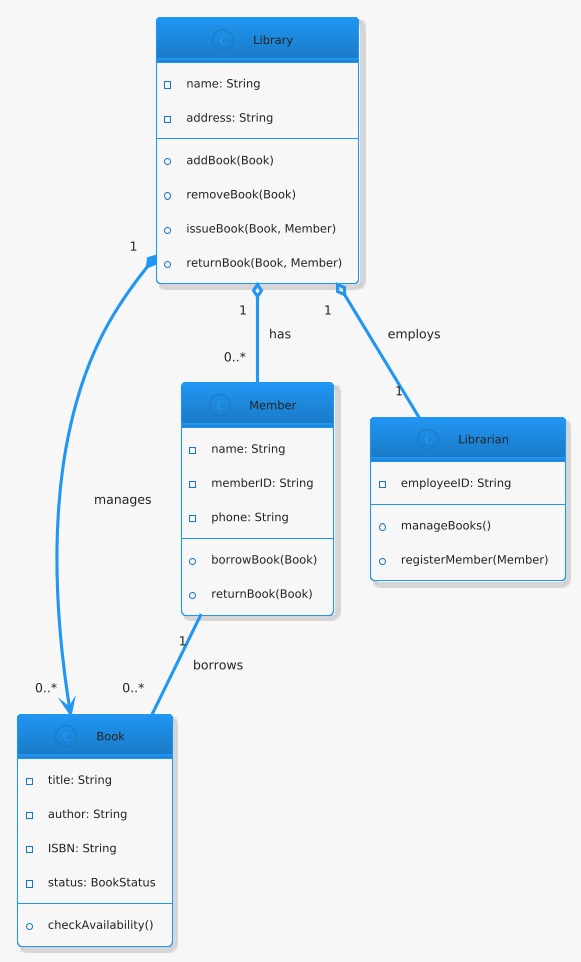 C Library
name: String
address: String
addBook(Book)
removeBook(Book)
issueBook(Book, Member)
returnBook(Book, Member)
1
1
1
has
employs
0..*
1
C Member
name: String
memberID: String
phone: String
borrowBook(Book)
returnBook(Book)
C Librarian
employeeID: String
manageBooks()
registerMember(Member)
manages
1
borrows
0..*
0..*
C Book
title: String
author: String
ISBN: String
status: BookStatus
checkAvailability()